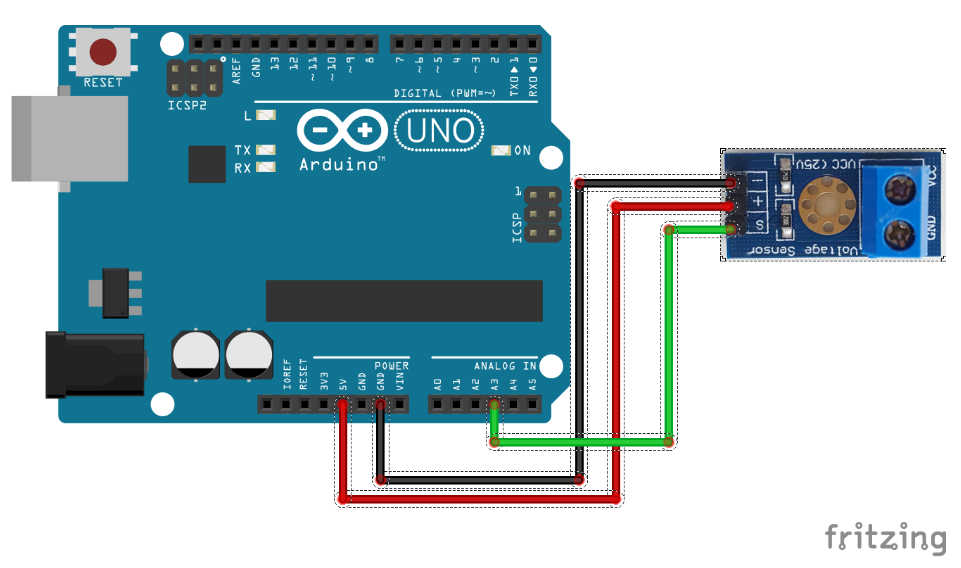 RESET
ICSP2
AREF
GND
13
12
~11
~10
~9
8
7
~6
~5
4
~3
2
TX0▶1
RX0◀0
DIGITAL (PWM=~)
L
TX
RX
Arduino™
UNO
ON
1
ICSP
IOREF
RESET
3V3
5V
GND
GND
VIN
POWER
ANALOG IN
A0
A1
A2
A3
A4
A5
VCC (25V
-
+
S
Voltage Sensor
VCC
GND
fritzing